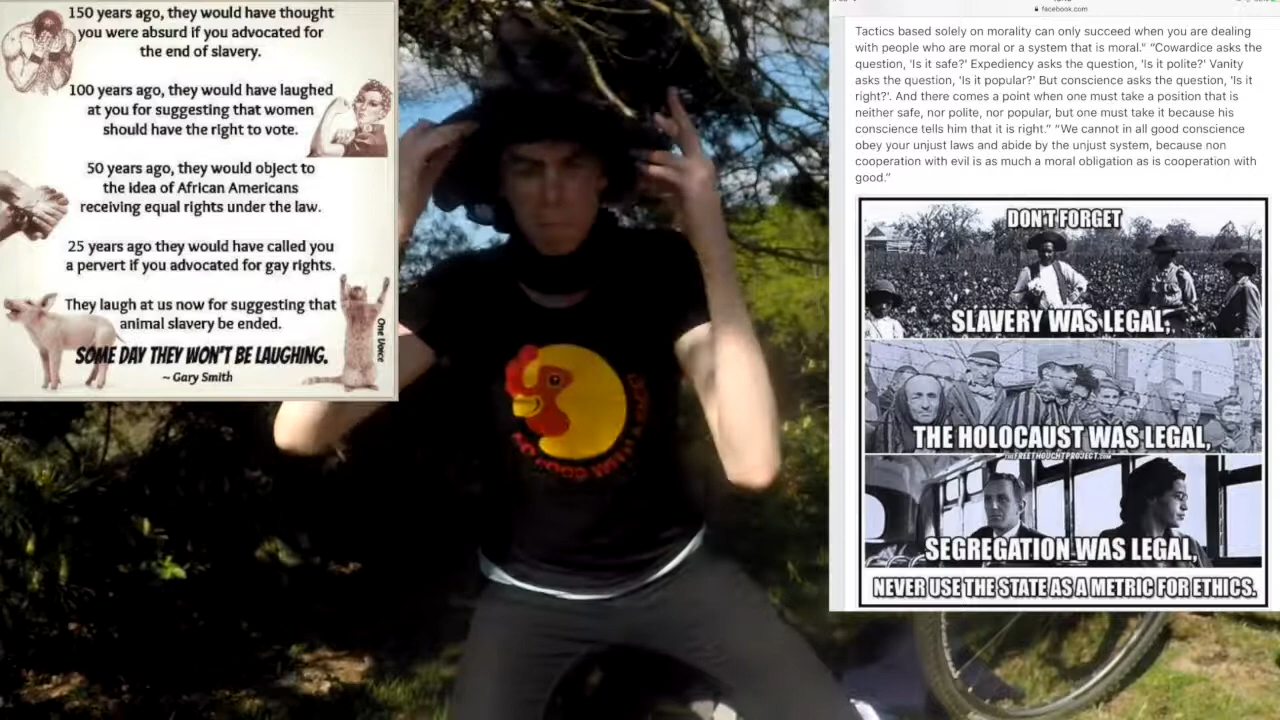 150 years ago, they would have thought
you were absurd if you advocated for
the end of slavery.
100 years ago, they would have laughed
at you for suggesting that women
should have the right to vote.
50 years ago, they would object to
the idea of African Americans
receiving equal rights under the law.
25 years ago they would have called you
a pervert if you advocated for gay rights.
They laugh at us now for suggesting that
animal slavery be ended.
SOME DAY THEY WON'T BE LAUGHING.
~ Gary Smith
One Voice
facebook.com
Tactics based solely on morality can only succeed when you are dealing
with people who are moral or a system that is moral." “Cowardice asks the
question, 'Is it safe?' Expediency asks the question, 'Is it polite?' Vanity
asks the question, 'Is it popular?' But conscience asks the question, 'Is it
right?'. And there comes a point when one must take a position that is
neither safe, nor polite, nor popular, but one must take it because his
conscience tells him that it is right.” “We cannot in all good conscience
obey your unjust laws and abide by the unjust system, because non
cooperation with evil is as much a moral obligation as is cooperation with
good.”
DON'T FORGET
SLAVERY WAS LEGAL,
THE HOLOCAUST WAS LEGAL,
THEFREETHOUGHTPROJECT.COM
SEGREGATION WAS LEGAL,
NEVER USE THE STATE AS A METRIC FOR ETHICS.